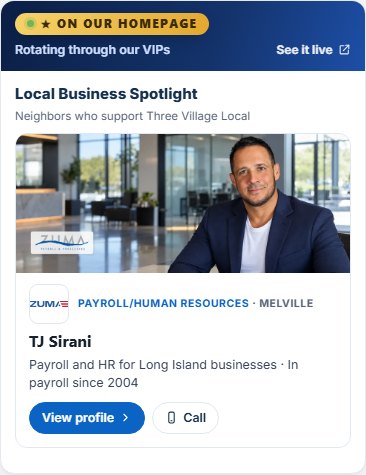 ★ ON OUR HOMEPAGE
Rotating through our VIPs
See it live
Local Business Spotlight
Neighbors who support Three Village Local
ZUMA
PAYROLL & CONSULTING
ZUMA
PAYROLL/HUMAN RESOURCES · MELVILLE
TJ Sirani
Payroll and HR for Long Island businesses · In
payroll since 2004
View profile
Call